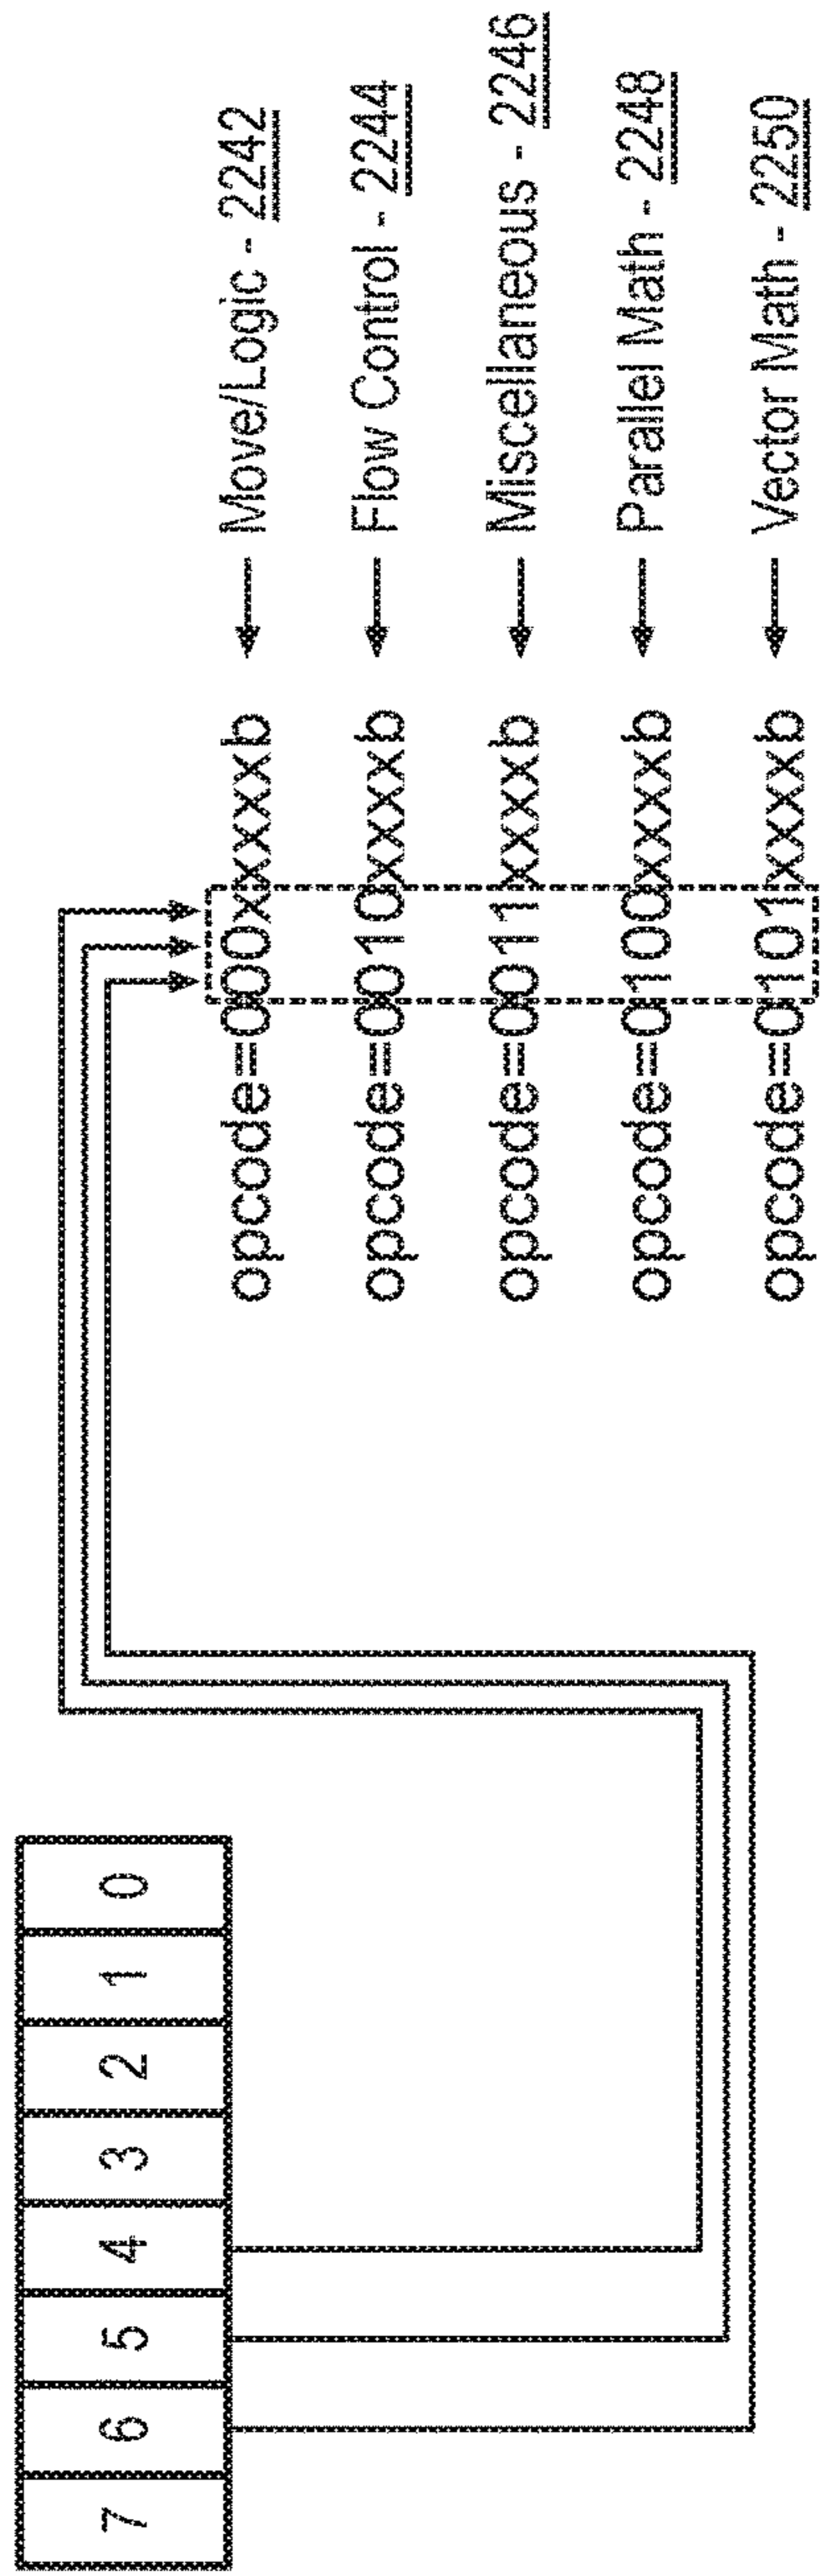 7 6 5 4 3 2 1 0
opcode=000xxxxxb ← Move/Logic - 2242
opcode=0010xxxxb ← Flow Control - 2244
opcode=0011xxxxb ← Miscellaneous - 2246
opcode=0100xxxxb ← Parallel Math - 2248
opcode=0101xxxxb ← Vector Math - 2250